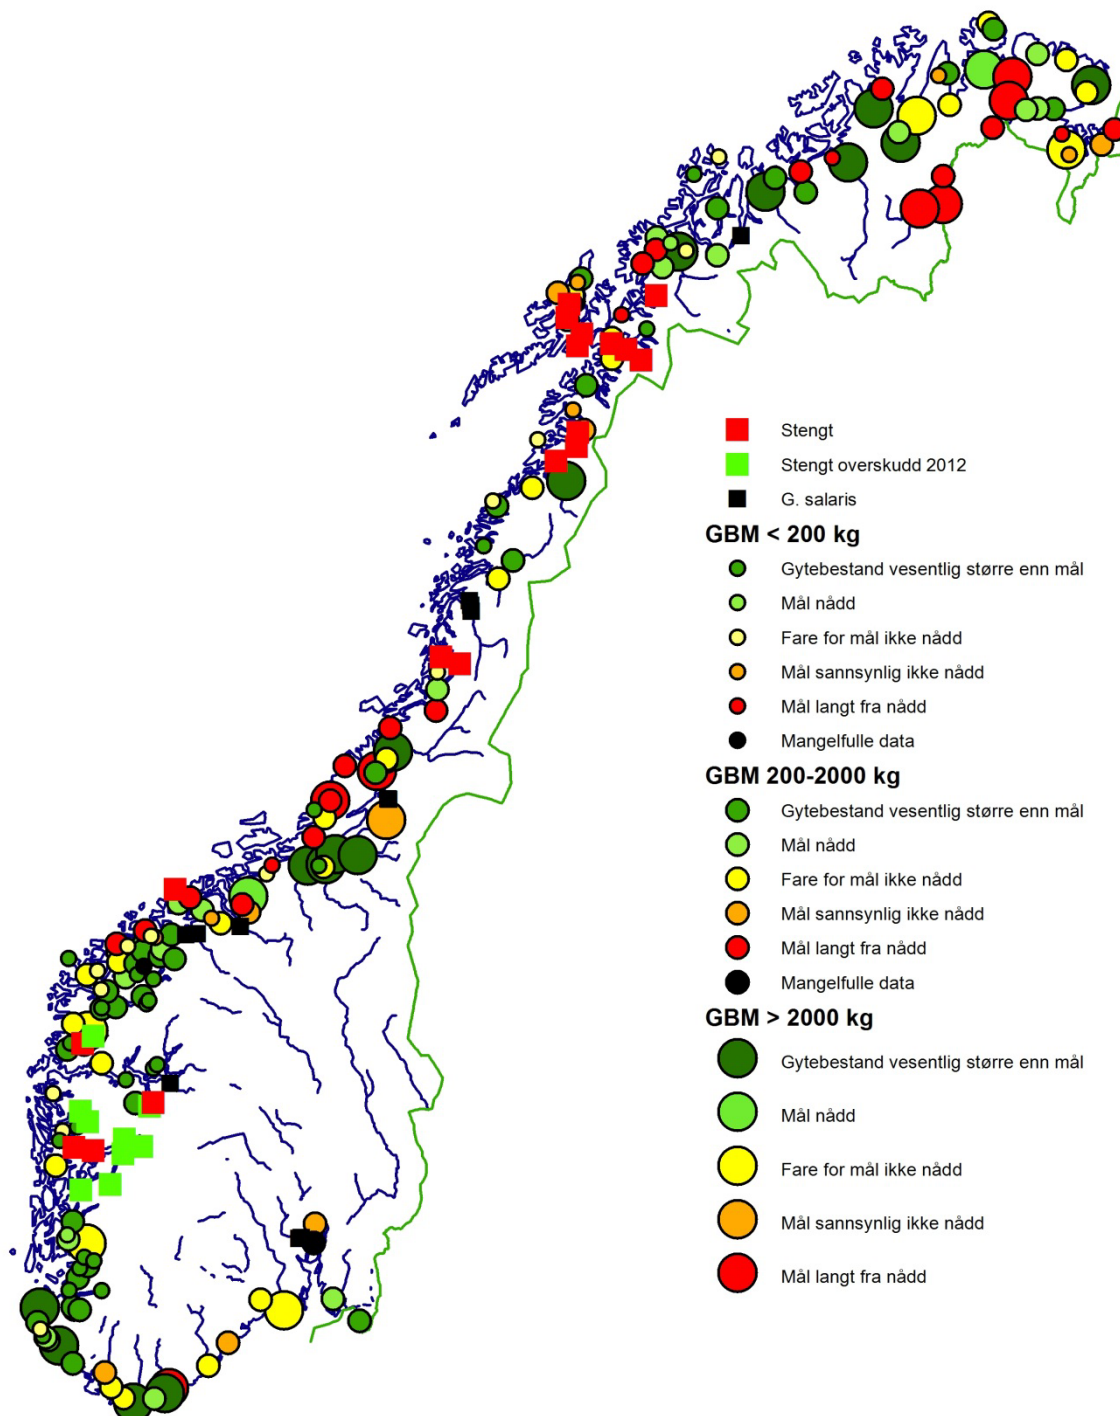 Stengt
Stengt overskudd 2012
G. salaris
GBM < 200 kg
Gytebestand vesentlig større enn mål
Mål nådd
Fare for mål ikke nådd
Mål sannsynlig ikke nådd
Mål langt fra nådd
Mangelfulle data
GBM 200-2000 kg
Gytebestand vesentlig større enn mål
Mål nådd
Fare for mål ikke nådd
Mål sannsynlig ikke nådd
Mål langt fra nådd
Mangelfulle data
GBM > 2000 kg
Gytebestand vesentlig større enn mål
Mål nådd
Fare for mål ikke nådd
Mål sannsynlig ikke nådd
Mål langt fra nådd